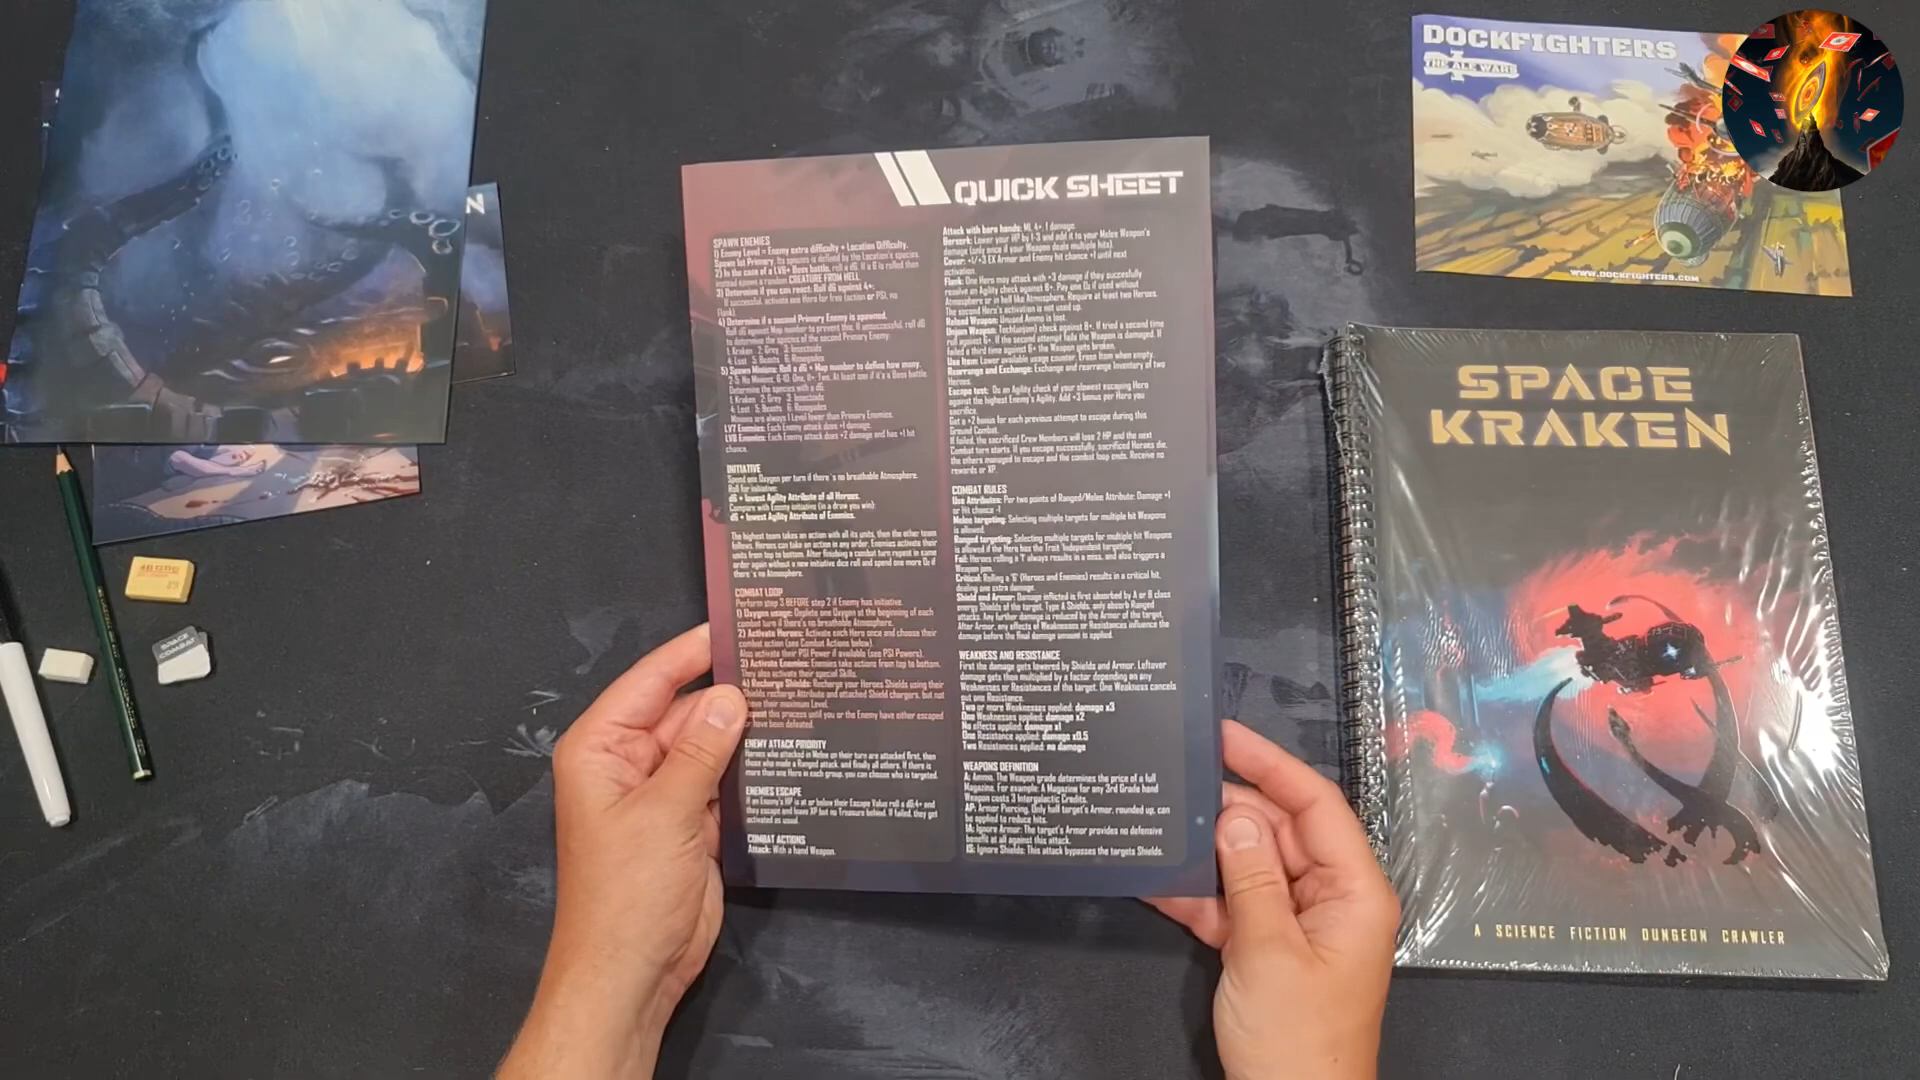 DOCKFIGHTERS
THE ALE WARS
WWW.DOCKFIGHTERS.COM
N
QUICK SHEET
SPAWN ENEMIES
1) Enemy Level = Enemy extra difficulty + Location Difficulty.
Spawn 1st Primary. Its species is defined by the Location's species.
2) In the case of a LV6+ Boss battle, roll a d6. If a 6 is rolled then
instead spawn a random CREATURE FROM HELL
3) Determine if you can react: Roll d6 against 4+:
If successful, activate one Hero for free (action or PSI, no
Flank).
4) Determine if a second Primary Enemy is spawned.
Roll d6 against Map number to prevent this. If unsuccessful, roll d6
to determine the species of the second Primary Enemy:
1: Kraken 2: Grey 3: Insectoids
4: Lost 5: Beasts 6: Renegades
5) Spawn Minions: Roll a d6 + Map number to define how many.
2-5: No Minions, 6-10: One, 11+: Two. At least one if it's a Boss battle.
Determine the species with a d6:
1: Kraken 2: Grey 3: Insectoids
4: Lost 5: Beasts 6: Renegades
Minions are always 1 Level lower than Primary Enemies.
LV7 Enemies: Each Enemy attack does +1 damage.
LV8 Enemies: Each Enemy attack does +2 damage and has +1 hit
chance.
INITIATIVE
Spend one Oxygen per turn if there's no breathable Atmosphere.
Roll for initiative:
d6 + lowest Agility Attribute of all Heroes.
Compare with Enemy initiative (in a draw you win):
d6 + lowest Agility Attribute of Enemies.
The highest team takes an action with all its units, then the other team
follows. Heroes can take an action in any order. Enemies activate their
units from top to bottom. After finishing a combat turn repeat in same
order again without a new initiative dice roll and spend one more O₂ if
there's no Atmosphere.
COMBAT LOOP
Perform step 3 BEFORE step 2 if Enemy has initiative.
1) Oxygen usage: Deplete one Oxygen at the beginning of each
combat turn if there's no breathable Atmosphere.
2) Activate Heroes: Activate each Hero once and choose their
combat action (see Combat Actions below).
Also activate their PSI Power if available (see PSI Powers).
3) Activate Enemies: Enemies take actions from top to bottom.
They also activate their special Skills.
4) Recharge Shields: Recharge your Heroes Shields using their
Shields recharge Attribute and attached Shield chargers, but not
above their maximum Level.
this process until you or the Enemy have either escaped
or have been defeated.
ENEMY ATTACK PRIORITY
Heroes who attacked in Melee on their turn are attacked first, then
those who made a Ranged attack, and finally all others. If there is
more than one Hero in each group, you can choose who is targeted.
ENEMIES ESCAPE
If an Enemy's HP is at or below their Escape Value roll a d6:4+ and
they escape and leave XP but no Treasure behind. If failed, they get
activated as usual.
COMBAT ACTIONS
Attack: With a hand Weapon.
Attack with bare hands: ML 4+, 1 damage.
Berserk: Lower your HP by 1-3 and add it to your Melee Weapon's
damage (only once if your Weapon deals multiple hits).
Cover: +1/+3 EX Armor and Enemy hit chance +1 until next
activation.
Flank: One Hero may attack with +3 damage if they succesfully
resolve an Agility check against 8+. Pay one O₂ if used without
Atmosphere or in half like Atmosphere. Require at least two Heroes.
The second Hero's activation is not used up.
Reload Weapon: Unused Ammo is lost.
Unjam Weapon: Tech(unjam) check against 8+. If tried a second time
roll against 6+. If the second attempt fails the Weapon is damaged. If
failed a third time against 6+ the Weapon gets broken.
Use Item: Lower available usage counter. Erase Item when empty.
Rearrange and Exchange: Exchange and rearrange Inventory of two
Heroes.
Escape test: Do an Agility check of your slowest escaping Hero
against the highest Enemy's Agility. Add +3 bonus per Hero you
sacrifice.
Get a +2 bonus for each previous attempt to escape during this
Ground Combat.
If failed, the sacrificed Crew Members will lose 2 HP and the next
Combat turn starts. If you escape successfully, sacrificed Heroes die,
the others managed to escape and the combat loop ends. Receive no
rewards or XP.
COMBAT RULES
Use Attributes: Per two points of Ranged/Melee Attribute: Damage +1
or Hit chance -1
Melee targeting: Selecting multiple targets for multiple hit Weapons
is allowed.
Ranged targeting: Selecting multiple targets for multiple hit Weapons
is allowed if the Hero has the Trait 'Independent targeting'
Fail: Heroes rolling a '1' always results in a miss, and also triggers a
Weapon jam.
Critical: Rolling a '6' (Heroes and Enemies) results in a critical hit,
dealing one extra damage.
Shield and Armor: Damage inflicted is first absorbed by A or B class
energy Shields of the target. Type A Shields, only absorb Ranged
attacks. Any further damage is reduced by the Armor of the target.
After Armor, any effects of Weaknesses or Resistances influence the
damage before the final damage amount is applied.
WEAKNESS AND RESISTANCE
First the damage gets lowered by Shields and Armor. Leftover
damage gets then multiplied by a factor depending on any
Weaknesses or Resistances of the target. One Weakness cancels
out one Resistance.
Two or more Weaknesses applied: damage x3
One Weakness applied: damage x2
No effects applied: damage x1
One Resistance applied: damage x0.5
Two Resistances applied: no damage
WEAPONS DEFINITION
A: Ammo. The Weapon grade determines the price of a full
Magazine. For example: A Magazine for any 3rd Grade hand
Weapon costs 3 Intergalactic Credits.
AP: Armor Piercing. Only half target's Armor, rounded up, can
be applied to reduce hits.
IA: Ignore Armor: The target's Armor provides no defensive
benefit at all against this attack.
IS: Ignore Shields: This attack bypasses the targets Shields.
SPACE
COMBAT
SPACE
KRAKEN
A SCIENCE FICTION DUNGEON CRAWLER